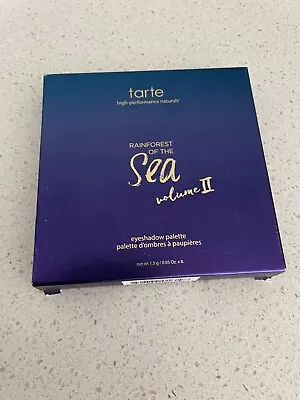 tarte
high-performance naturals™
RAINFOREST
OF THE
Sea
volume II
eyeshadow palette
palette d'ombres à paupières
net wt. 1.5 g / 0.05 Oz. x 8.